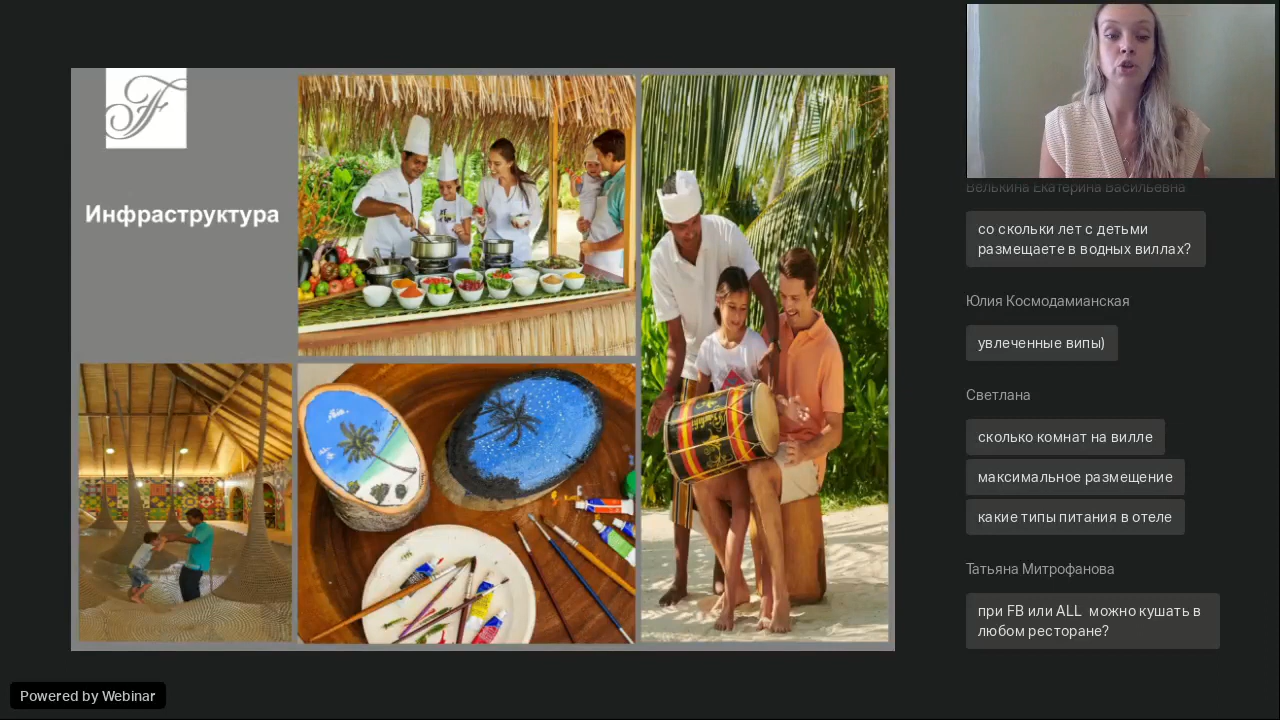 Инфраструктура
Велькина Екатерина Васильевна
со скольки лет с детьми
размещаете в водных виллах?
Юлия Космодамианская
увлеченные випы)
Светлана
сколько комнат на вилле
максимальное размещение
какие типы питания в отеле
Татьяна Митрофанова
при FB или ALL можно кушать в
любом ресторане?
Powered by Webinar